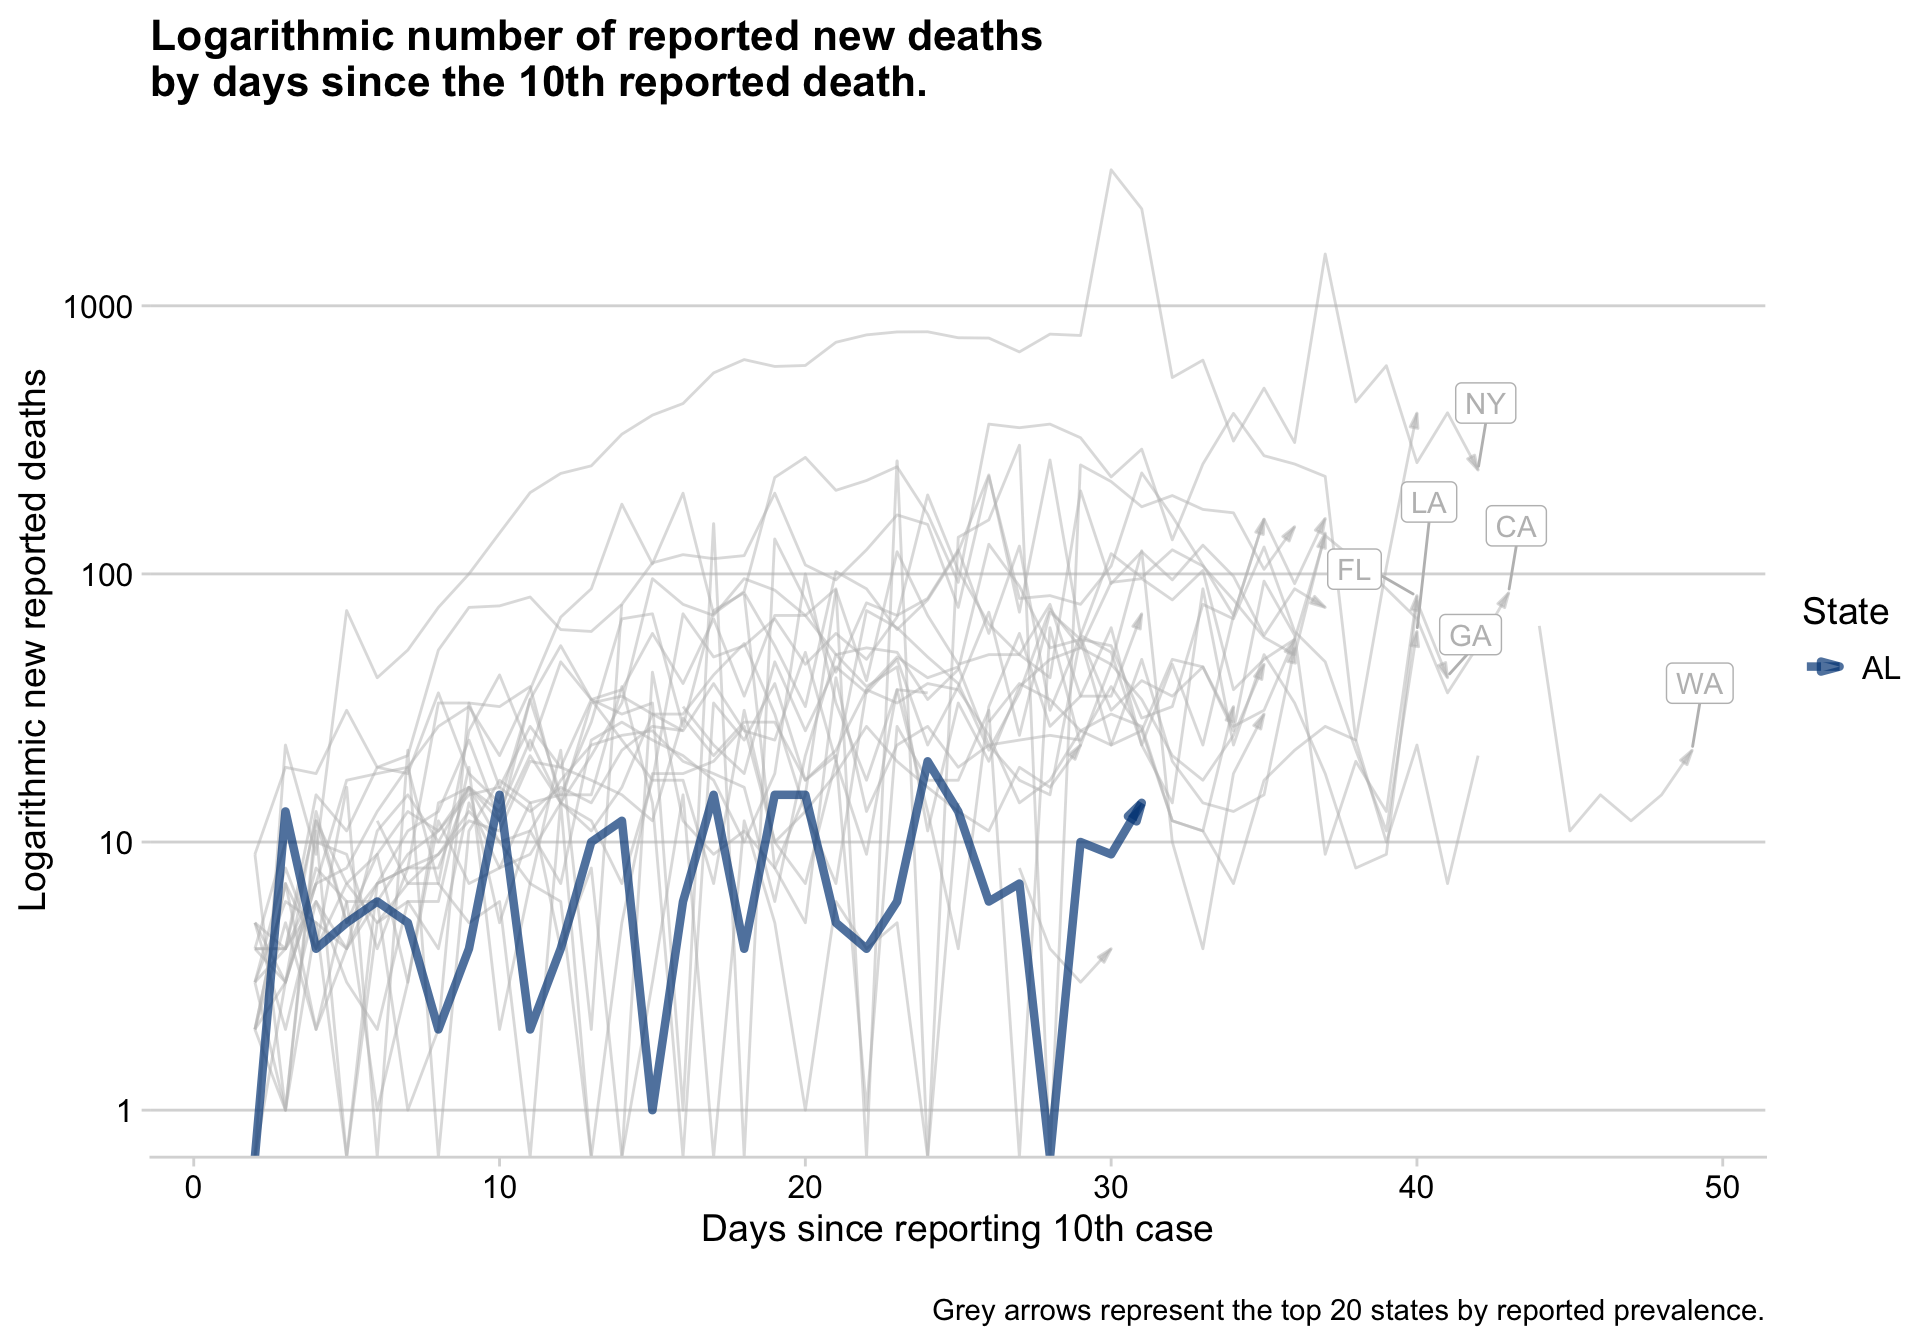 Logarithmic number of reported new deaths
by days since the 10th reported death.
Logarithmic new reported deaths
1000
100
10
1
NY
LA
CA
FL
GA
WA
State
AL
0 10 20 30 40 50
Days since reporting 10th case
Grey arrows represent the top 20 states by reported prevalence.